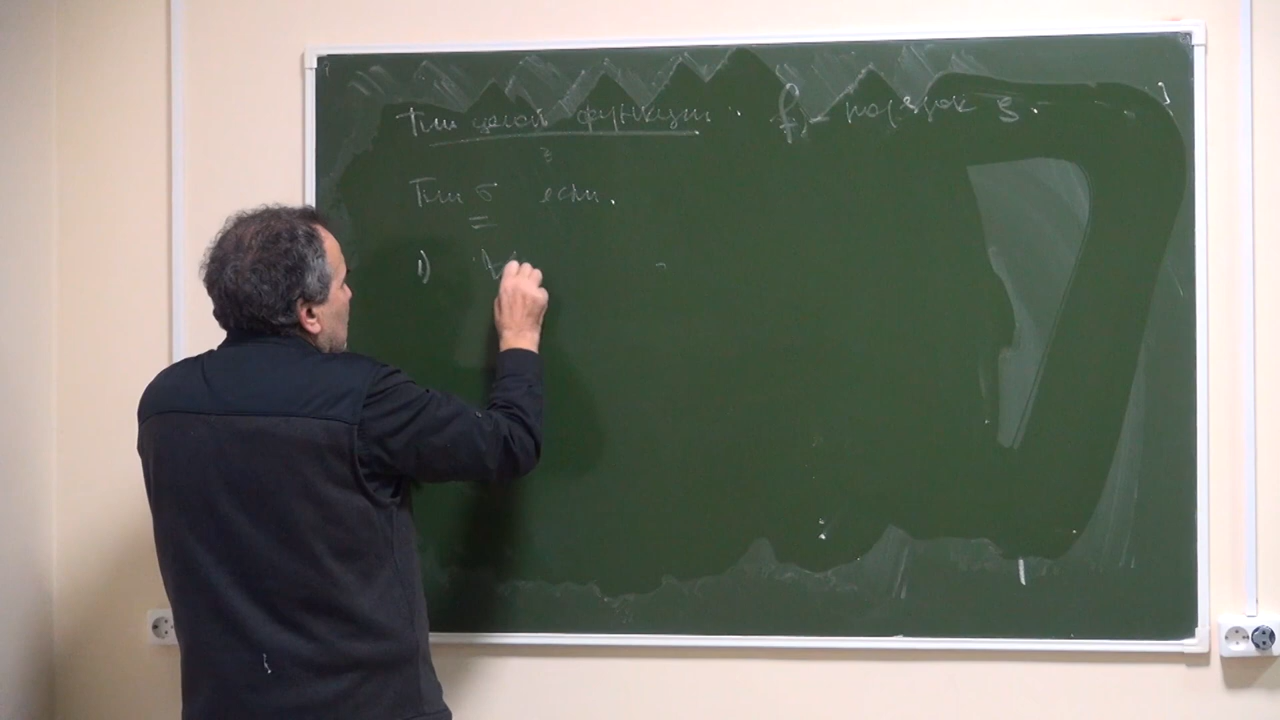 Тип целой функции. f - порядок ρ.
Тип σ если
1)